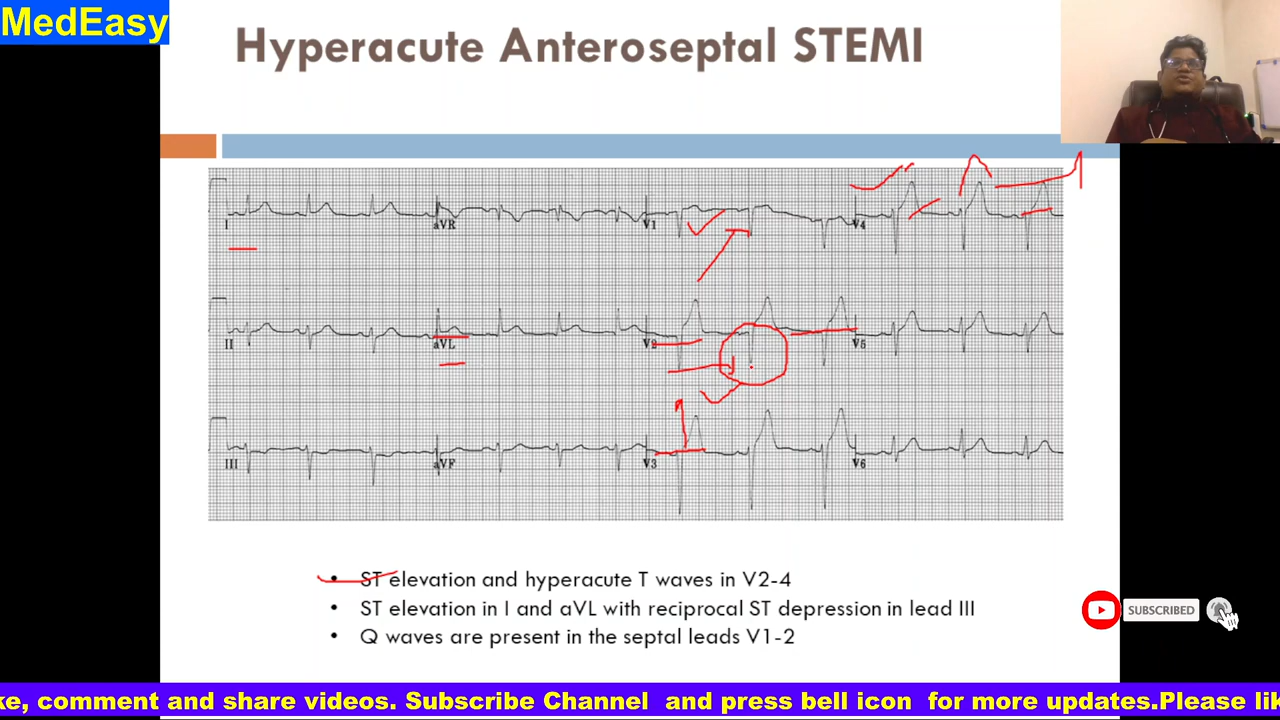 MedEasy
Hyperacute Anteroseptal STEMI
I aVR V1 V4
II aVL V2 V5
III aVF V3 V6
• ST elevation and hyperacute T waves in V2-4
• ST elevation in I and aVL with reciprocal ST depression in lead III
• Q waves are present in the septal leads V1-2
SUBSCRIBED
ke, comment and share videos. Subscribe Channel and press bell icon for more updates.Please lik